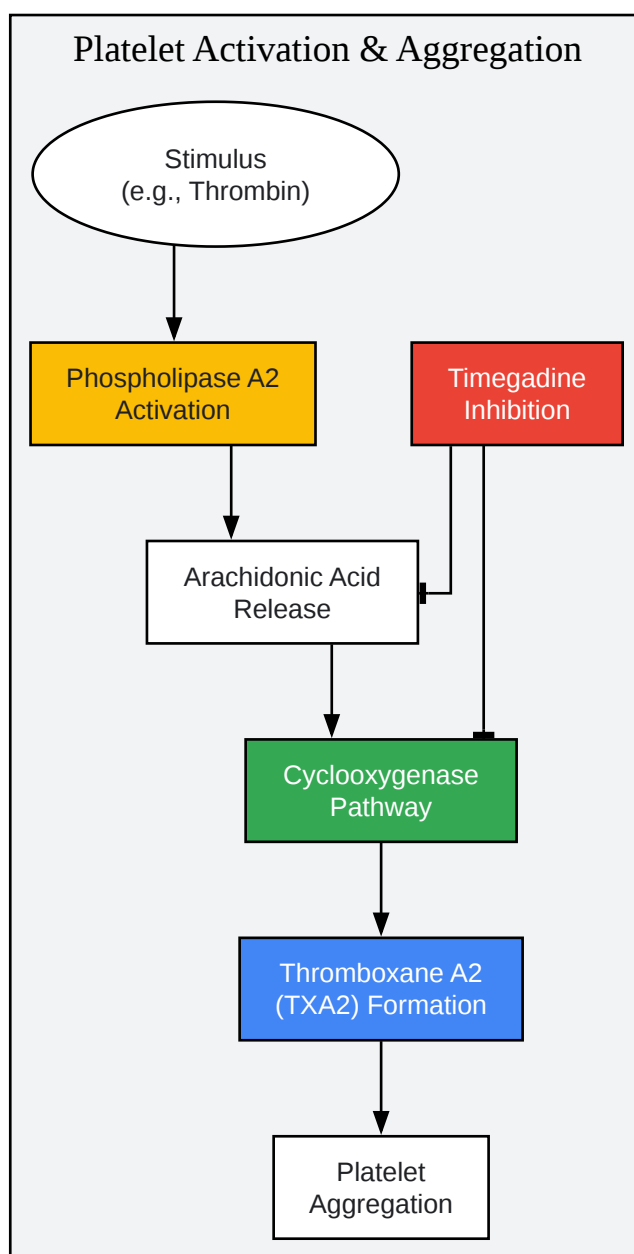 Platelet Activation & Aggregation
Stimulus
(e.g., Thrombin)
Phospholipase A2
Activation
Timegadine
Inhibition
Arachidonic Acid
Release
Cyclooxygenase
Pathway
Thromboxane A2
(TXA2) Formation
Platelet
Aggregation